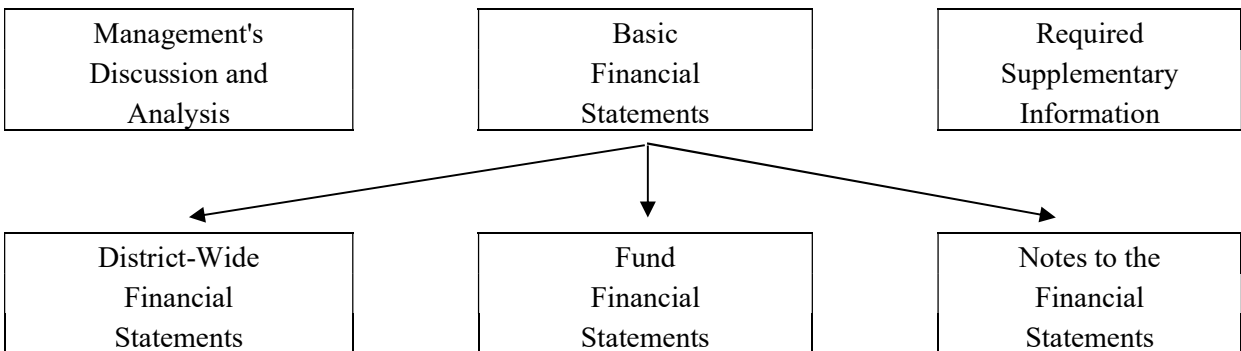 Management's
Discussion and
Analysis
Basic
Financial
Statements
Required
Supplementary
Information
District-Wide
Financial
Statements
Fund
Financial
Statements
Notes to the
Financial
Statements